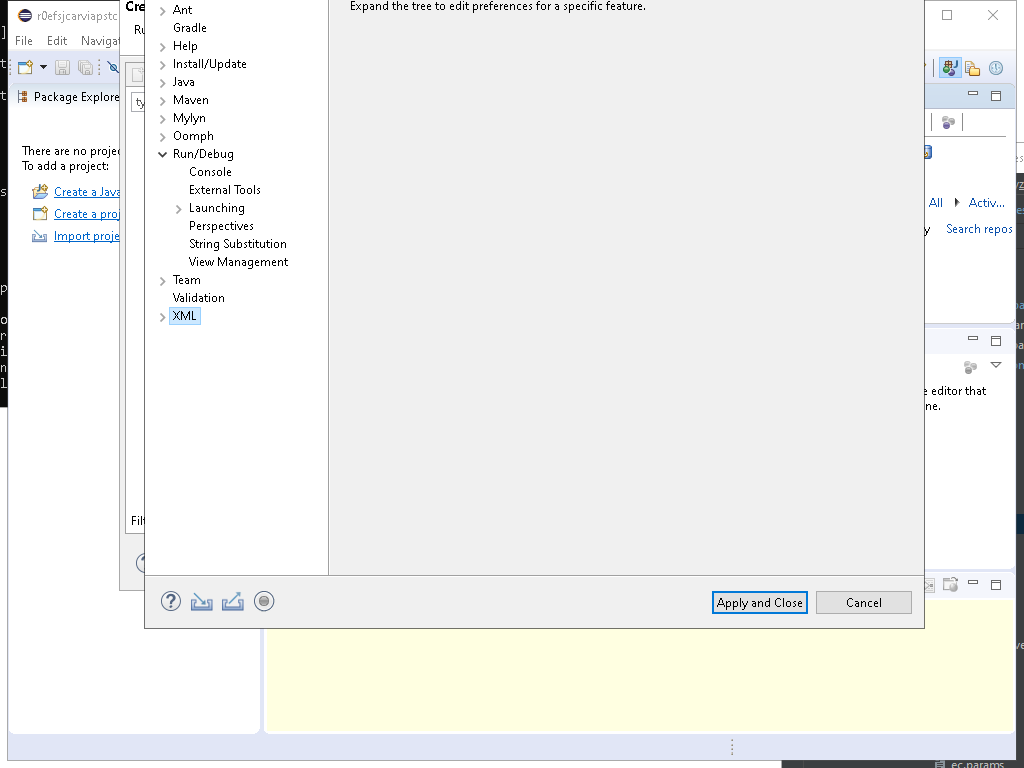 r0efsjcarviapstc
Cre
Expand the tree to edit preferences for a specific feature.
Ant
Gradle
Help
Install/Update
Java
Maven
Mylyn
Oomph
Run/Debug
Console
External Tools
Launching
Perspectives
String Substitution
View Management
Team
Validation
XML
File Edit Navigat
Ru
Package Explore
ty
There are no projec
To add a project:
Create a Java
Create a proj
Import proje
All Activ...
y Search repos
e editor that
ne.
Filt
Apply and Close
Cancel
ec.params